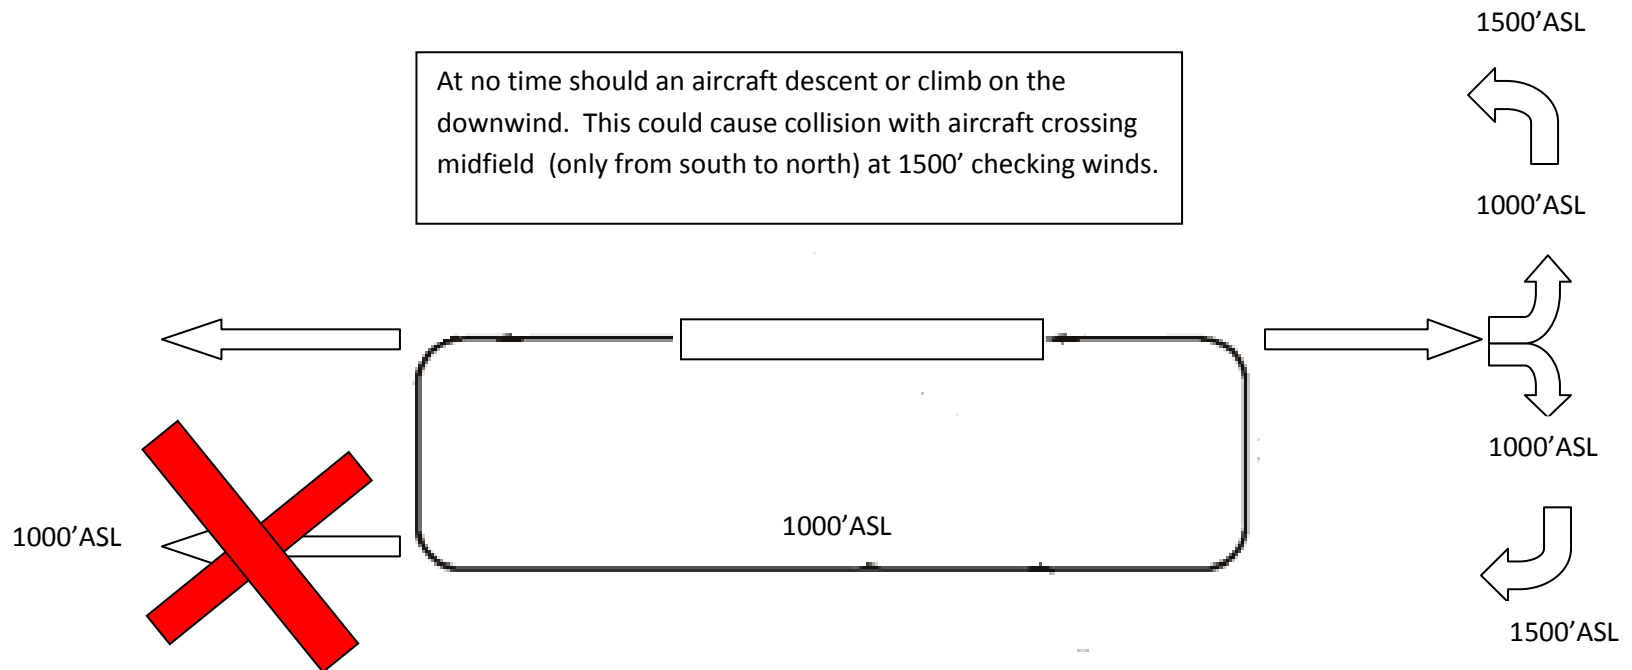 1500’ASL
At no time should an aircraft descent or climb on the
downwind.  This could cause collision with aircraft crossing
midfield  (only from south to north) at 1500’ checking winds.
1000’ASL
1000’ASL
1000’ASL
1000’ASL
1500’ASL